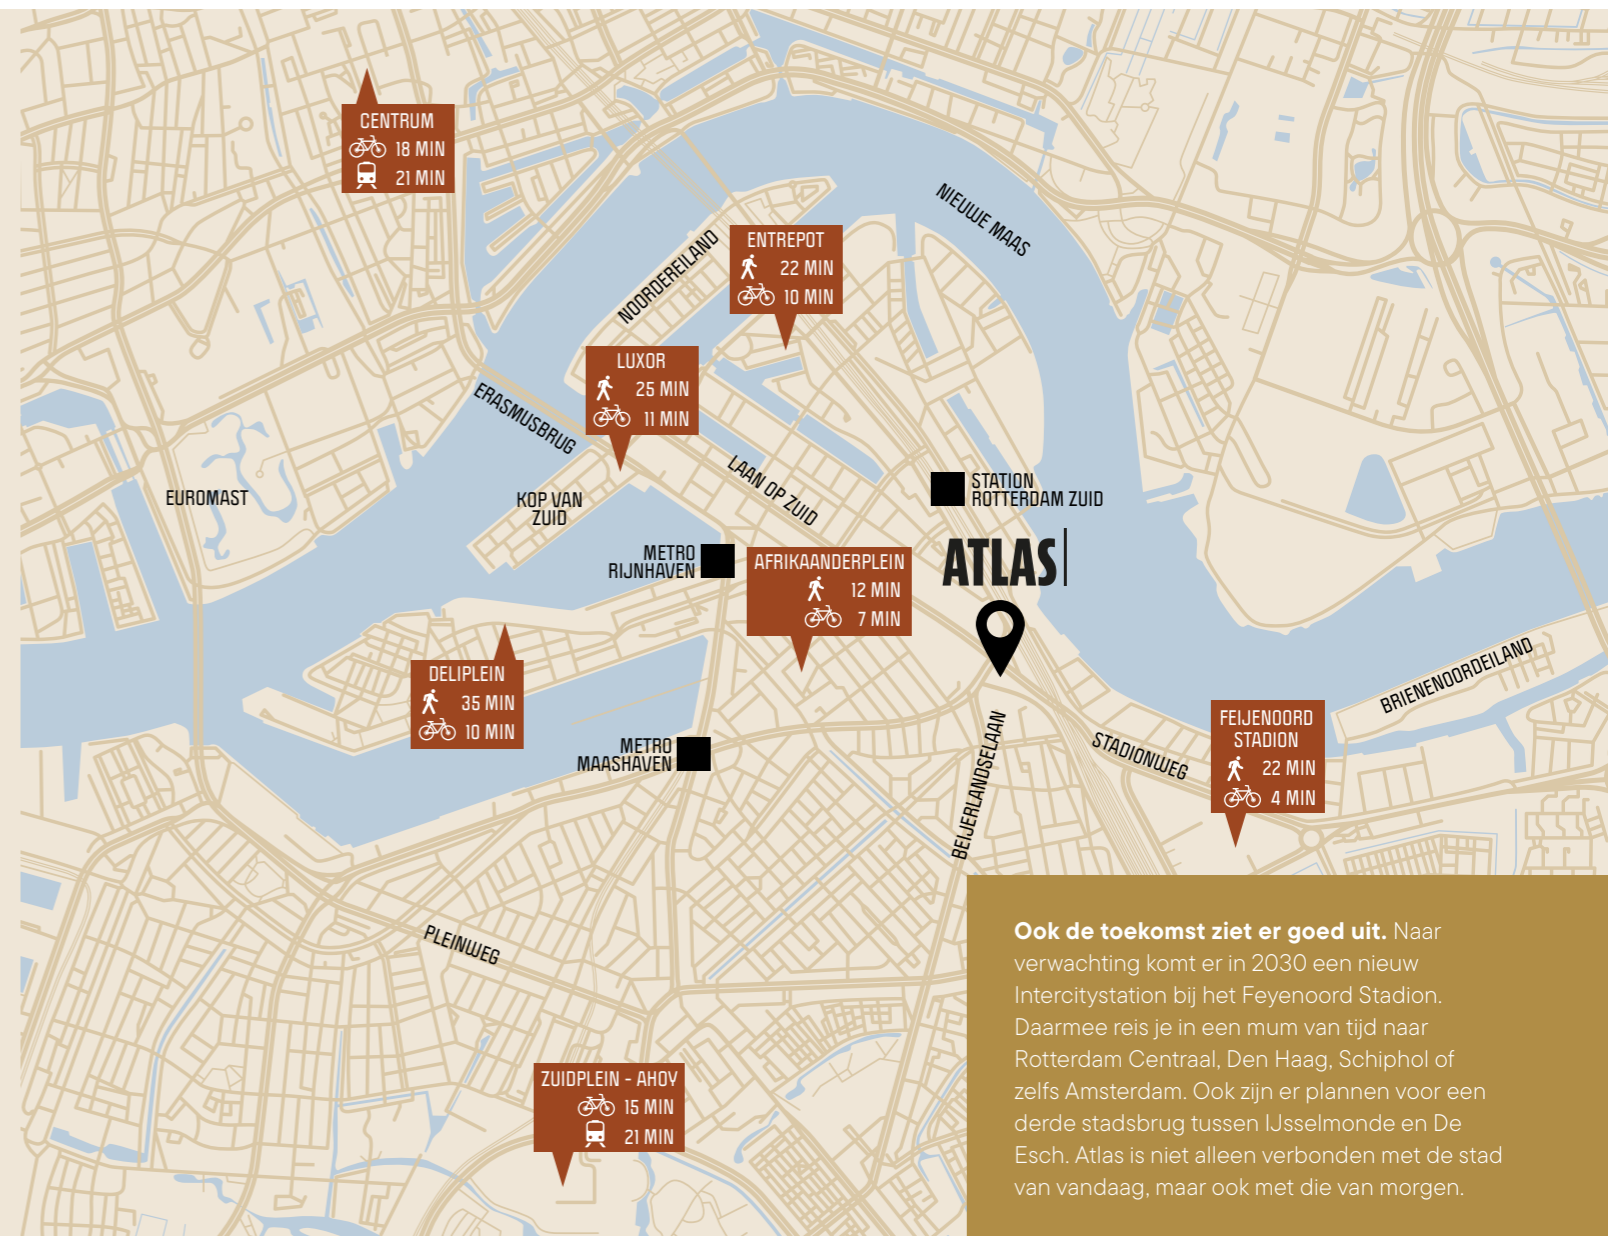 CENTRUM
18 MIN
21 MIN
NIEUWE MAAS
NOORDEREILAND
ENTREPOT
22 MIN
10 MIN
LUXOR
25 MIN
11 MIN
ERASMUSBRUG
LAAN OP ZUID
EUROMAST
KOP VAN
ZUID
STATION
ROTTERDAM ZUID
ATLAS
METRO
RIJNHAVEN
AFRIKAANDERPLEIN
12 MIN
7 MIN
DELIPLEIN
35 MIN
10 MIN
BRIENENOORDEILAND
METRO
MAASHAVEN
BEIJERLANDSELAAN
STADIONWEG
FEIJENOORD
STADION
22 MIN
4 MIN
PLEINWEG
ZUIDPLEIN - AHOY
15 MIN
21 MIN
Ook de toekomst ziet er goed uit. Naar
verwachting komt er in 2030 een nieuw
Intercitystation bij het Feyenoord Stadion.
Daarmee reis je in een mum van tijd naar
Rotterdam Centraal, Den Haag, Schiphol of
zelfs Amsterdam. Ook zijn er plannen voor een
derde stadsbrug tussen IJsselmonde en De
Esch. Atlas is niet alleen verbonden met de stad
van vandaag, maar ook met die van morgen.